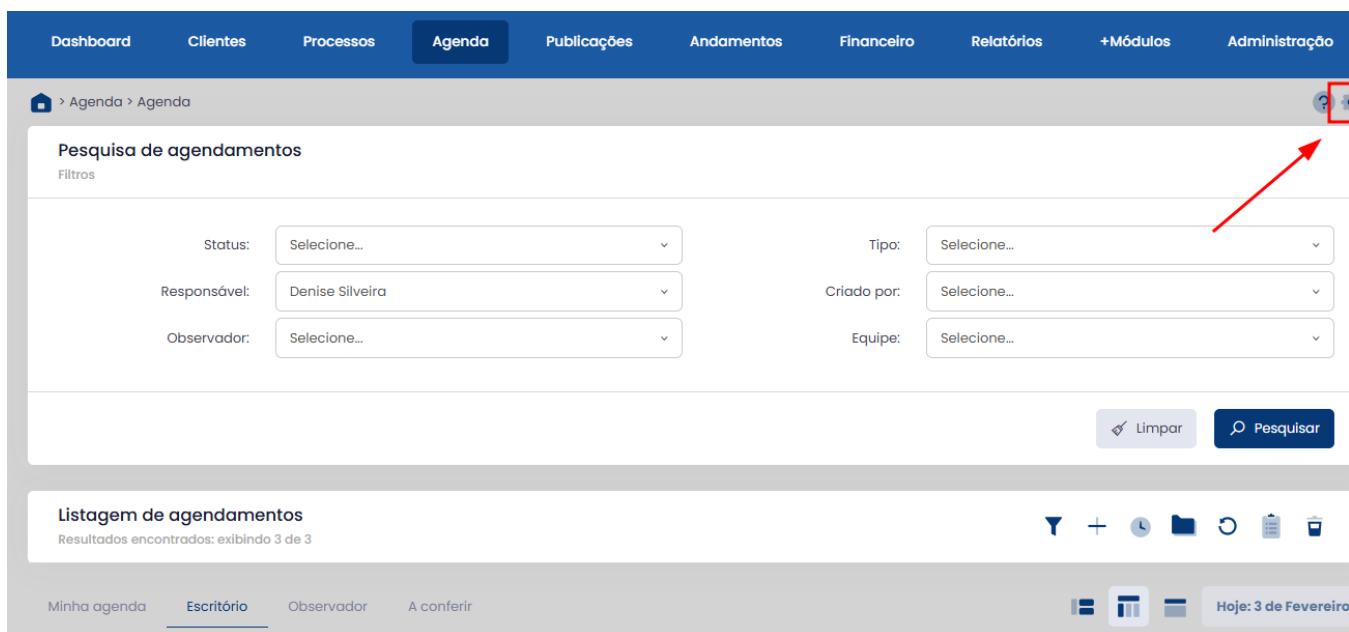 Dashboard Clientes Processos Agenda Publicações Andamentos Financeiro Relatórios +Módulos Administração
> Agenda > Agenda ?
Pesquisa de agendamentos
Filtros
Status: Selecione... Tipo: Selecione...
Responsável: Denise Silveira Criado por: Selecione...
Observador: Selecione... Equipe: Selecione...
Limpar Pesquisar
Listagem de agendamentos
Resultados encontrados: exibindo 3 de 3
Minha agenda Escritório Observador A conferir Hoje: 3 de Fevereiro